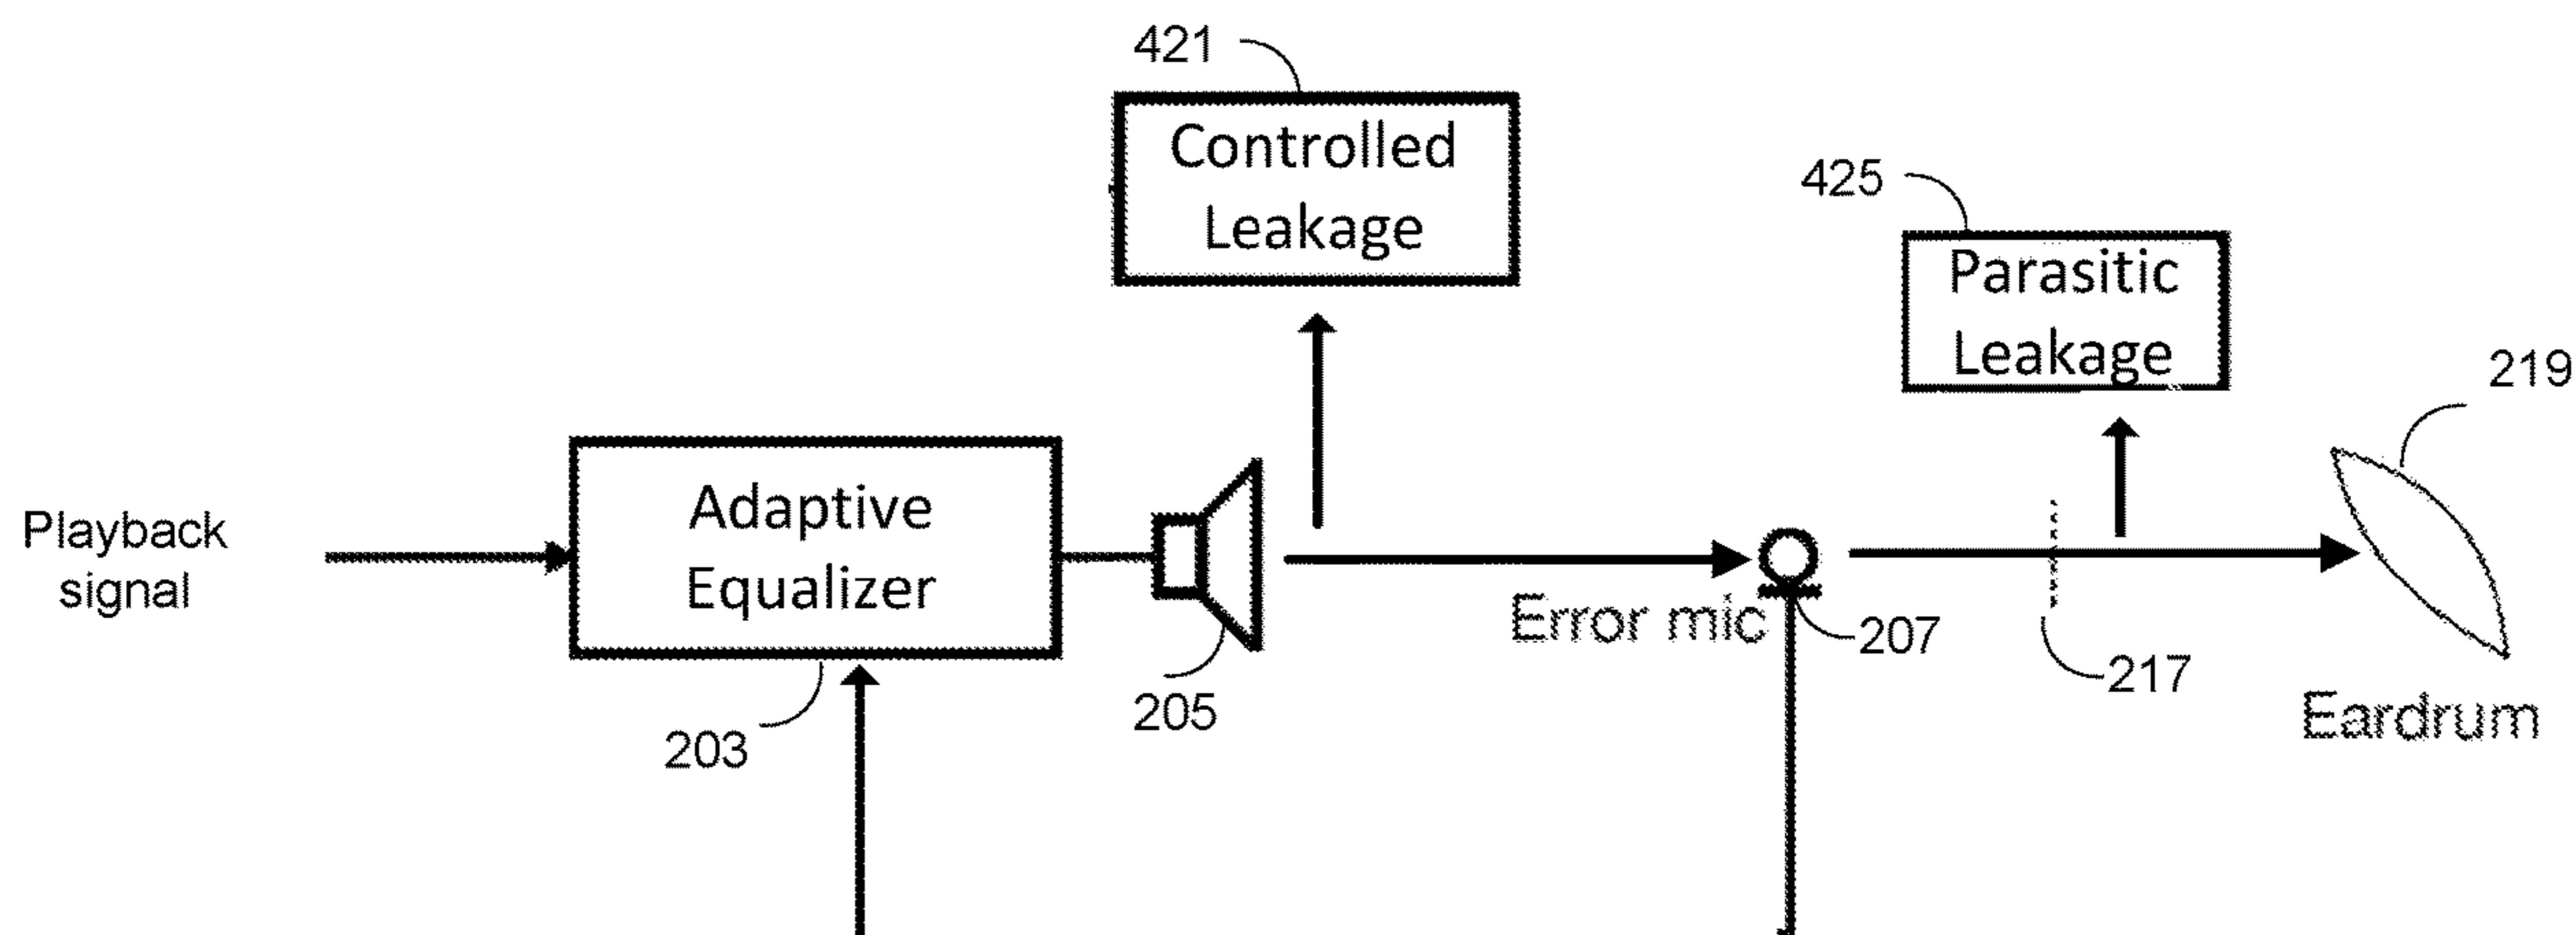 421
Controlled
Leakage
425
Parasitic
Leakage
219
Playback
signal
Adaptive
Equalizer
Error mic
207
217
205
203
Eardrum